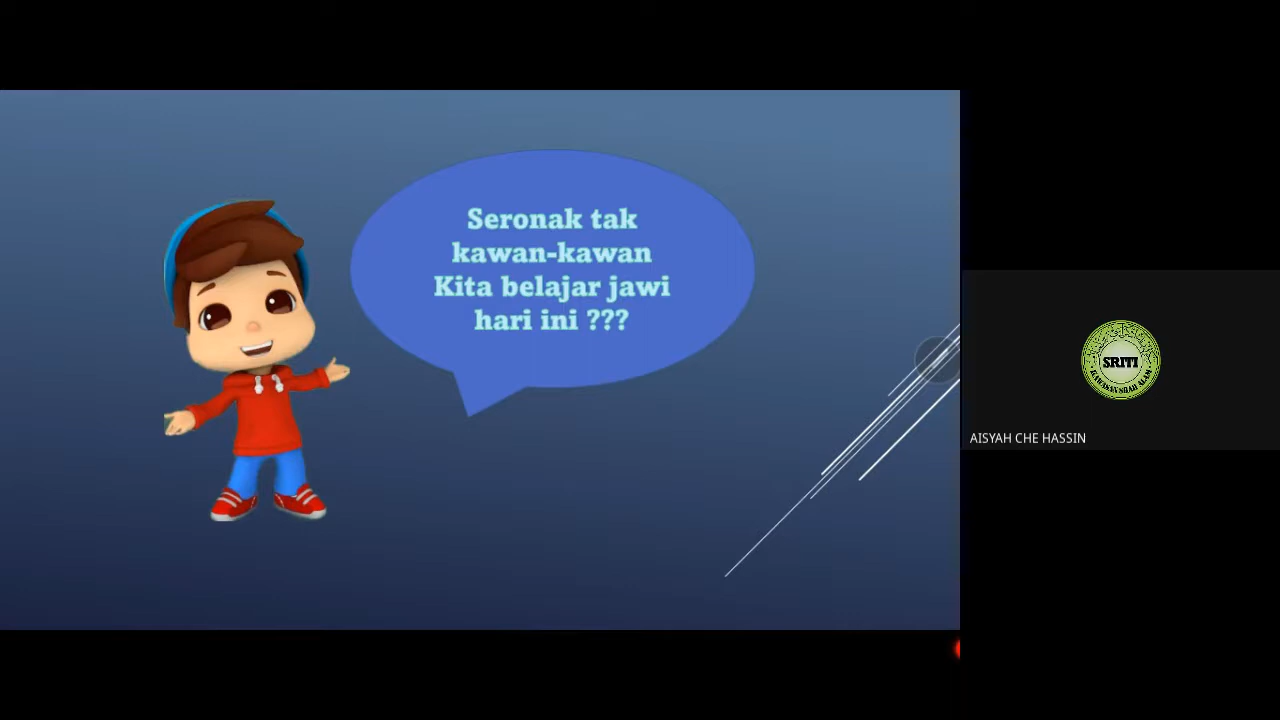 Seronak tak
kawan-kawan
Kita belajar jawi
hari ini ???
SRITI
AISYAH CHE HASSIN